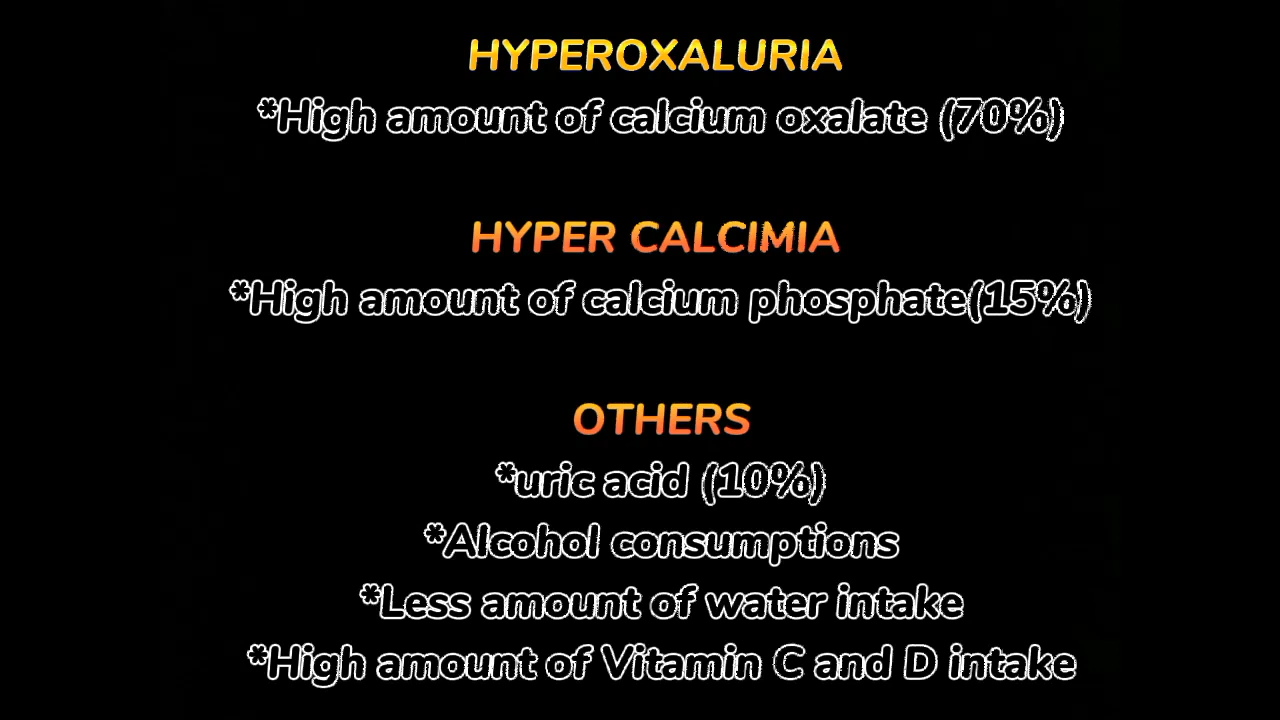 HYPEROXALURIA
*High amount of calcium oxalate (70%)
HYPER CALCIMIA
*High amount of calcium phosphate(15%)
OTHERS
*uric acid (10%)
*Alcohol consumptions
*Less amount of water intake
*High amount of Vitamin C and D intake